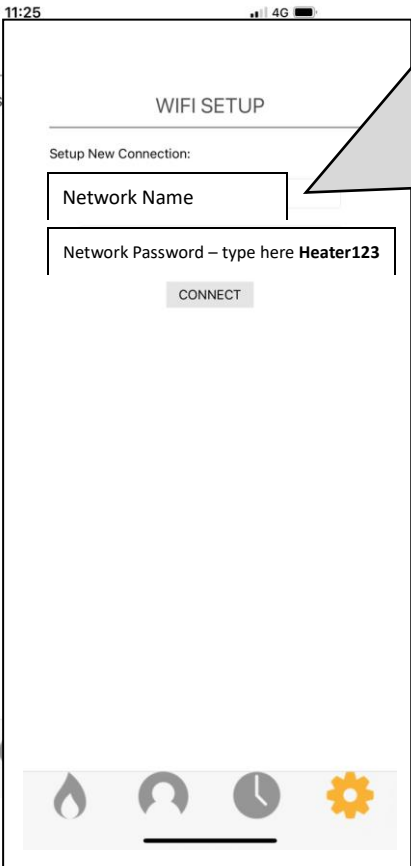 11:25
4G
WIFI SETUP
Setup New Connection:
Network Name
Network Password – type here Heater123
CONNECT